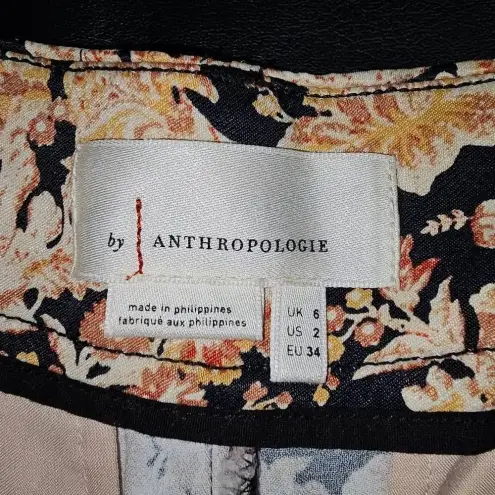 by ANTHROPOLOGIE
made in philippines
fabriqué aux philippines
UK 6
US 2
EU 34